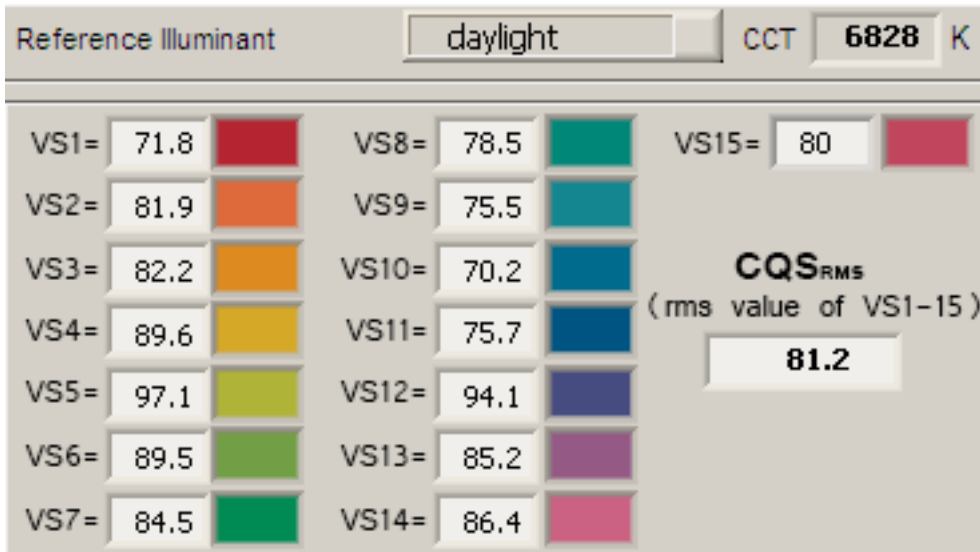 Reference Illuminant daylight CCT 6828 K
VS1= 71.8 VS8= 78.5 VS15= 80
VS2= 81.9 VS9= 75.5
VS3= 82.2 VS10= 70.2 CQSRMS
(rms value of VS1-15)
VS4= 89.6 VS11= 75.7 81.2
VS5= 97.1 VS12= 94.1
VS6= 89.5 VS13= 85.2
VS7= 84.5 VS14= 86.4